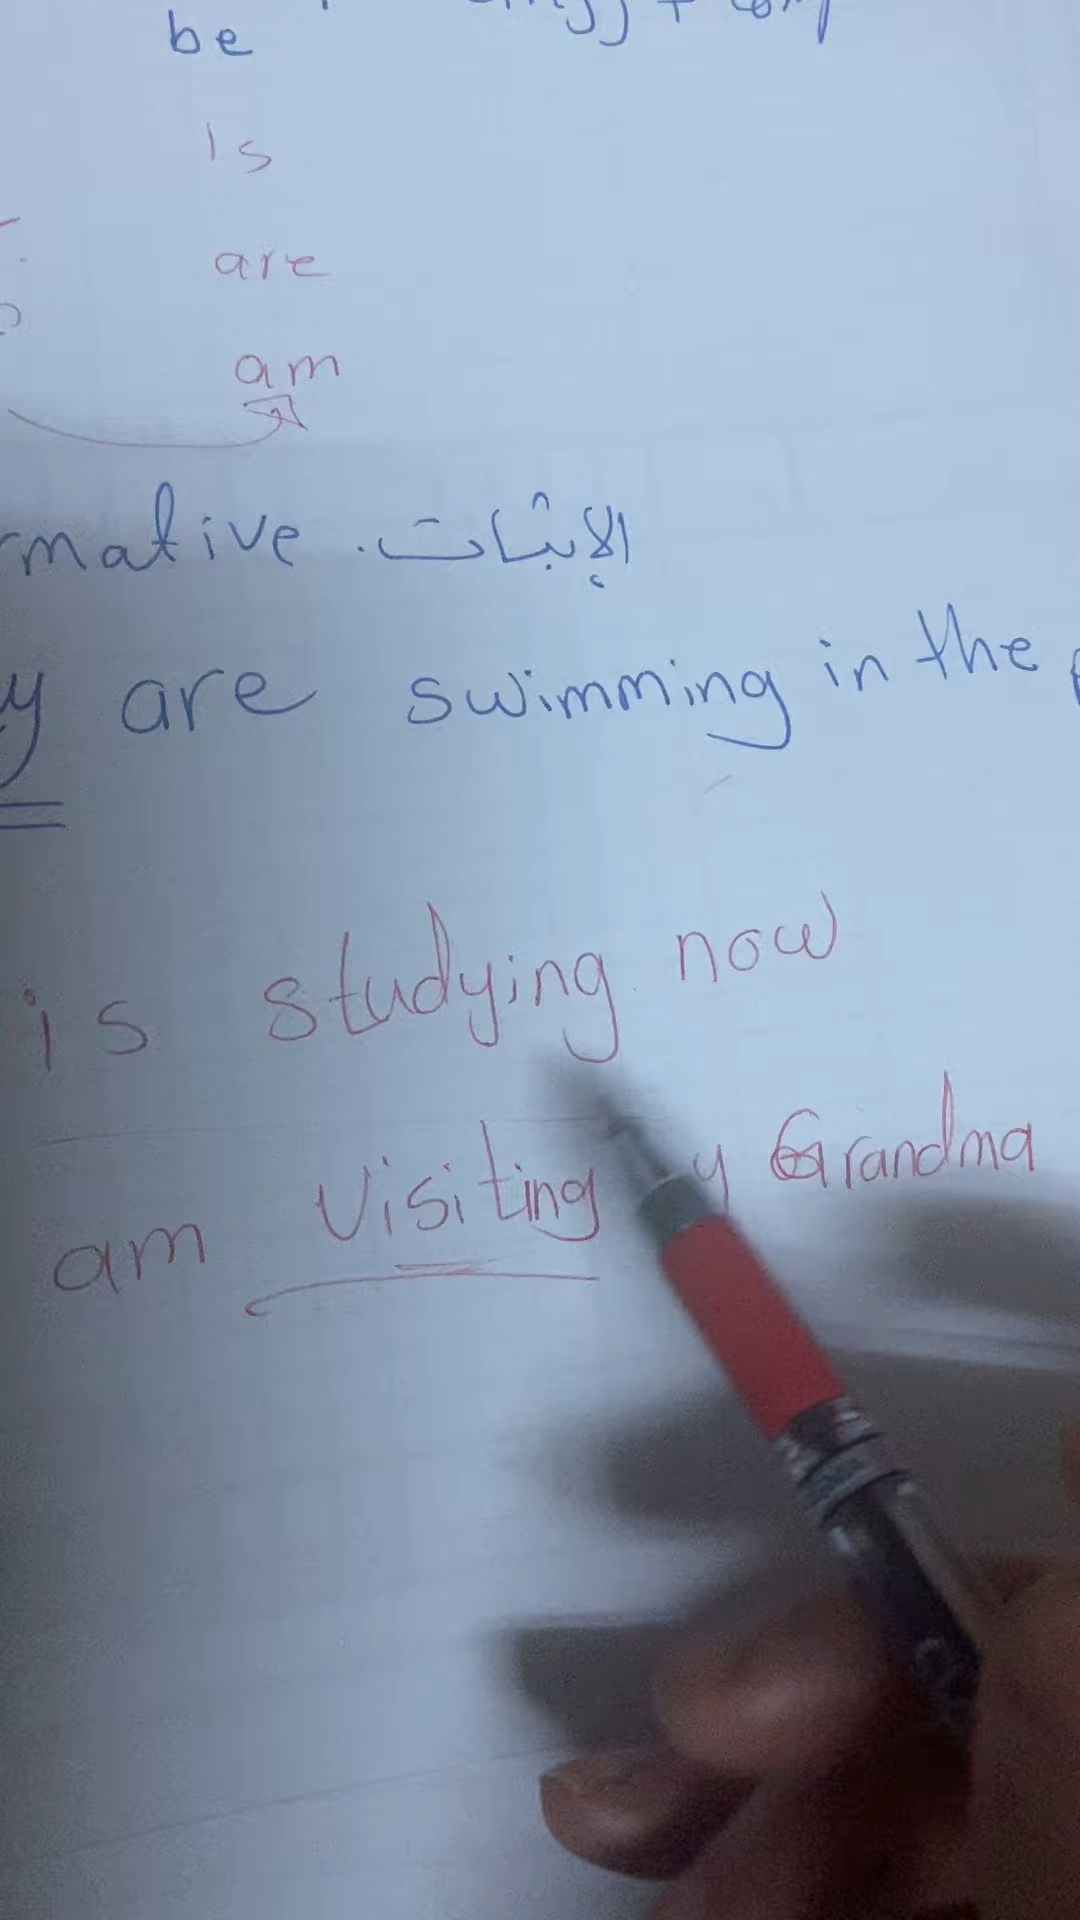 be
is
are
am
rmative الإثبات
y are swimming in the
is studying now
am visiting y Grandma